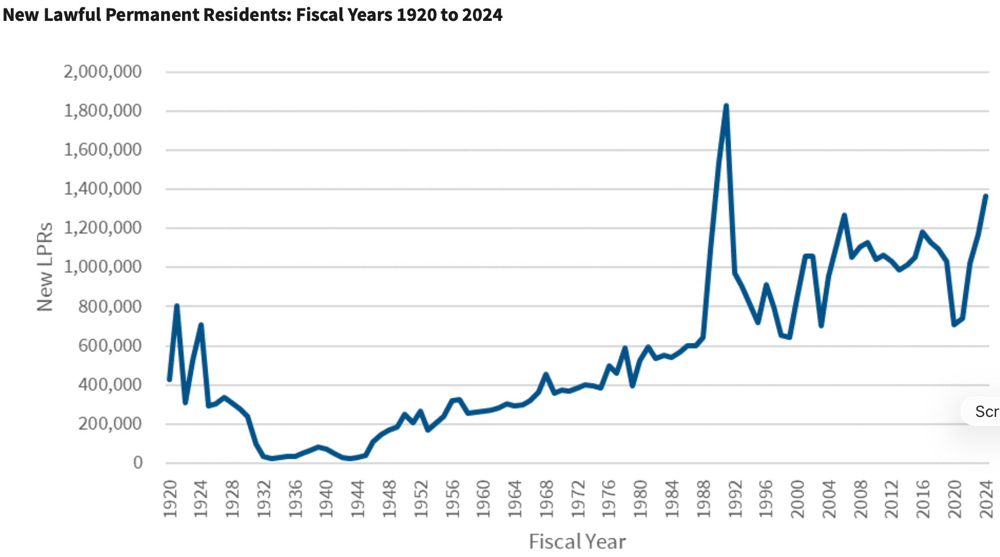 New Lawful Permanent Residents: Fiscal Years 1920 to 2024
2,000,000
1,800,000
1,600,000
1,400,000
1,200,000
1,000,000
800,000
600,000
400,000
200,000
0
New LPRs
1920 1924 1928 1932 1936 1940 1944 1948 1952 1956 1960 1964 1968 1972 1976 1980 1984 1988 1992 1996 2000 2004 2008 2012 2016 2020 2024
Fiscal Year
Scr